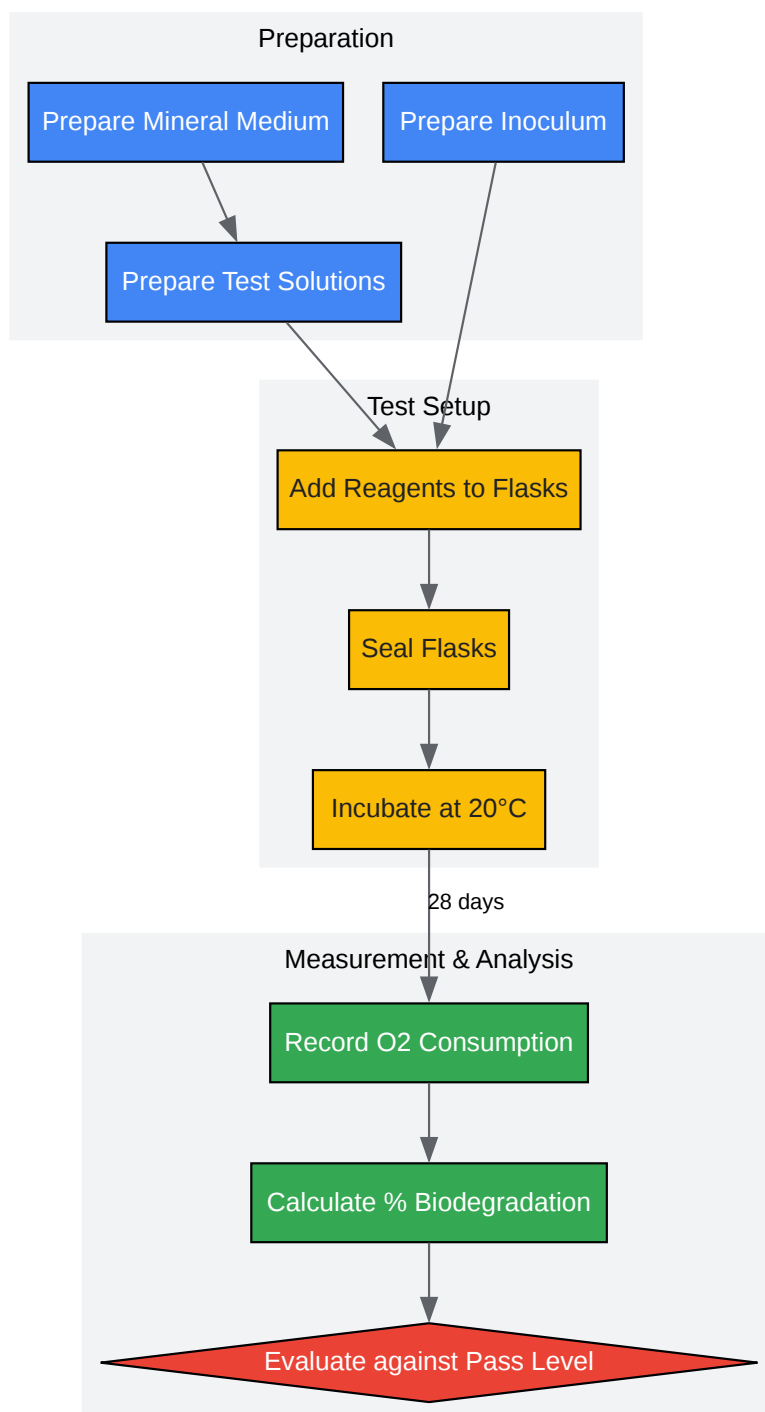 Preparation
Prepare Mineral Medium
Prepare Inoculum
Prepare Test Solutions
Test Setup
Add Reagents to Flasks
Seal Flasks
Incubate at 20°C
28 days
Measurement & Analysis
Record O2 Consumption
Calculate % Biodegradation
Evaluate against Pass Level